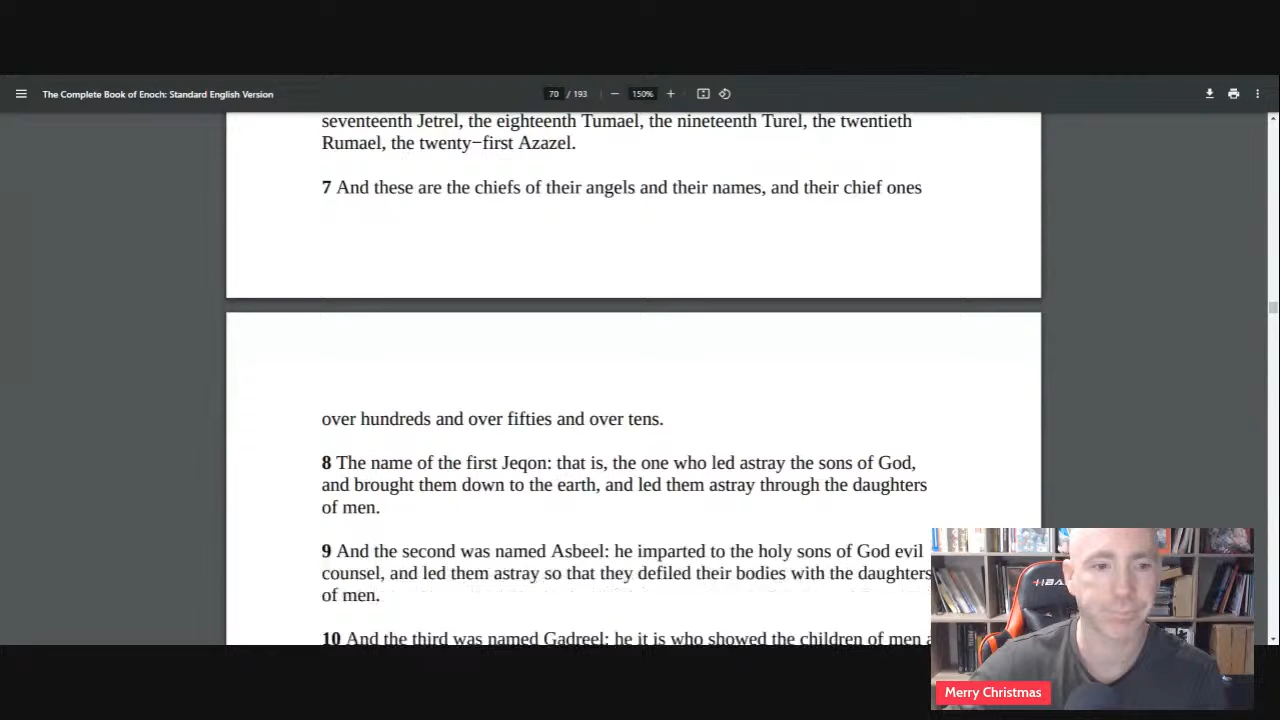 The Complete Book of Enoch: Standard English Version
70 / 193
150%
seventeenth Jetrel, the eighteenth Tumael, the nineteenth Turel, the twentieth
Rumael, the twenty−first Azazel.
7 And these are the chiefs of their angels and their names, and their chief ones
over hundreds and over fifties and over tens.
8 The name of the first Jeqon: that is, the one who led astray the sons of God,
and brought them down to the earth, and led them astray through the daughters
of men.
9 And the second was named Asbeel: he imparted to the holy sons of God evil
counsel, and led them astray so that they defiled their bodies with the daughters
of men.
10 And the third was named Gadreel: he it is who showed the children of men
Merry Christmas